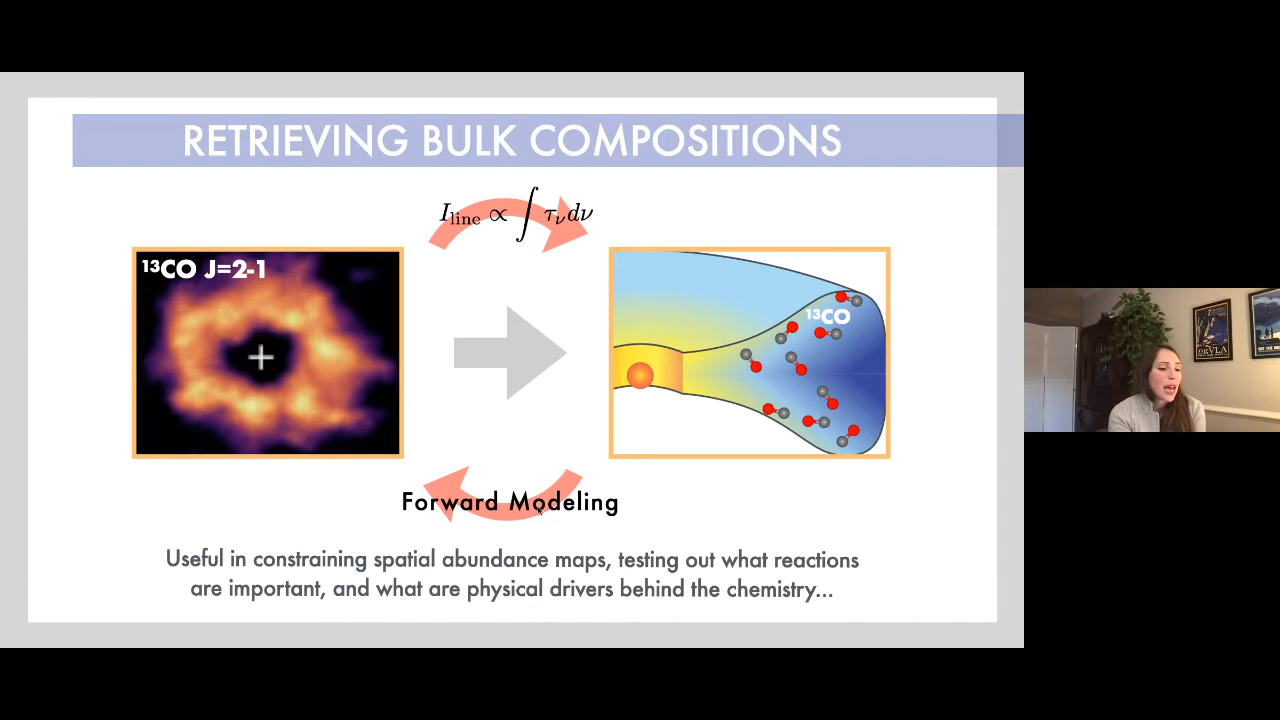 RETRIEVING BULK COMPOSITIONS
I_line ∝ ∫ τ_ν dν
¹³CO J=2-1
¹³CO
Forward Modeling
Useful in constraining spatial abundance maps, testing out what reactions
are important, and what are physical drivers behind the chemistry...
VLA